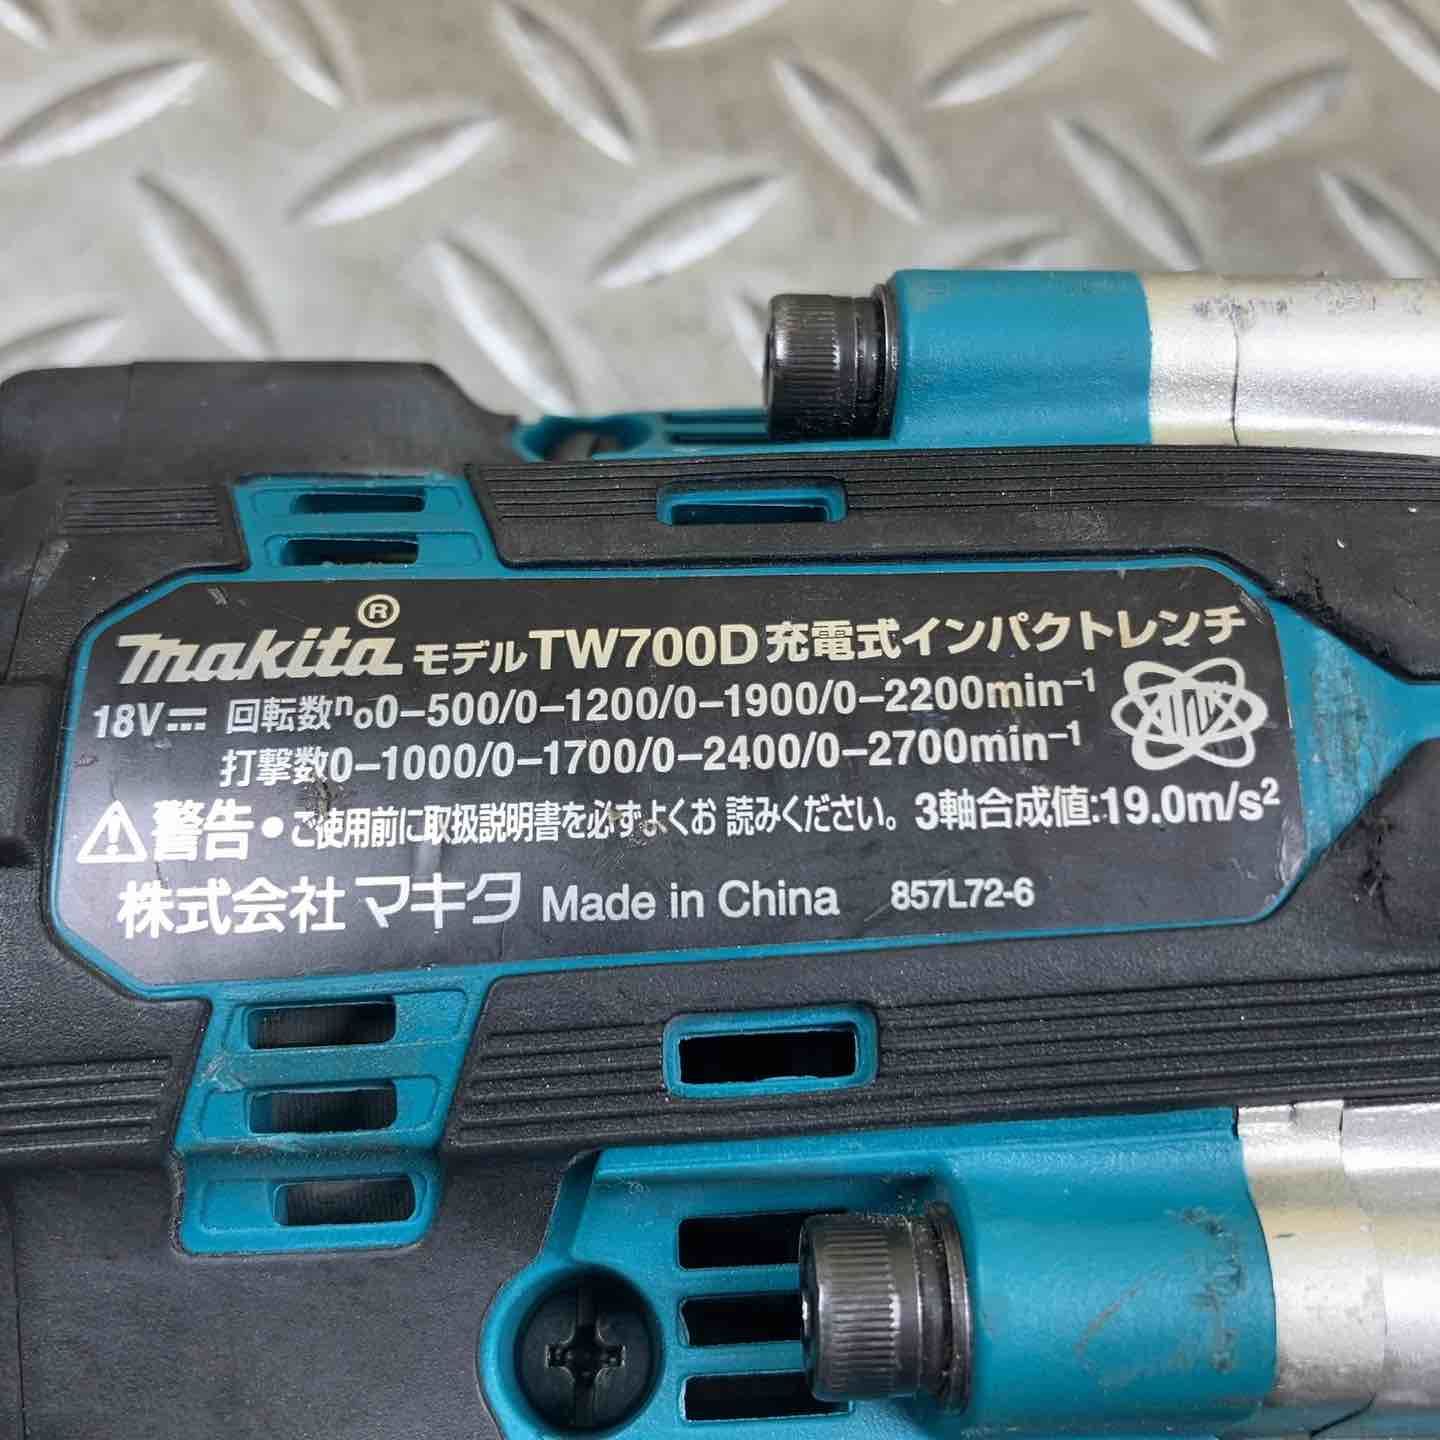 makita® モデルTW700D 充電式インパクトレンチ
18V⎓ 回転数no0-500/0-1200/0-1900/0-2200min-1
打撃数0-1000/0-1700/0-2400/0-2700min-1
⚠警告・ご使用前に取扱説明書を必ずよくお 読みください。 3軸合成値:19.0m/s²
株式会社 マキタ Made in China 857L72-6